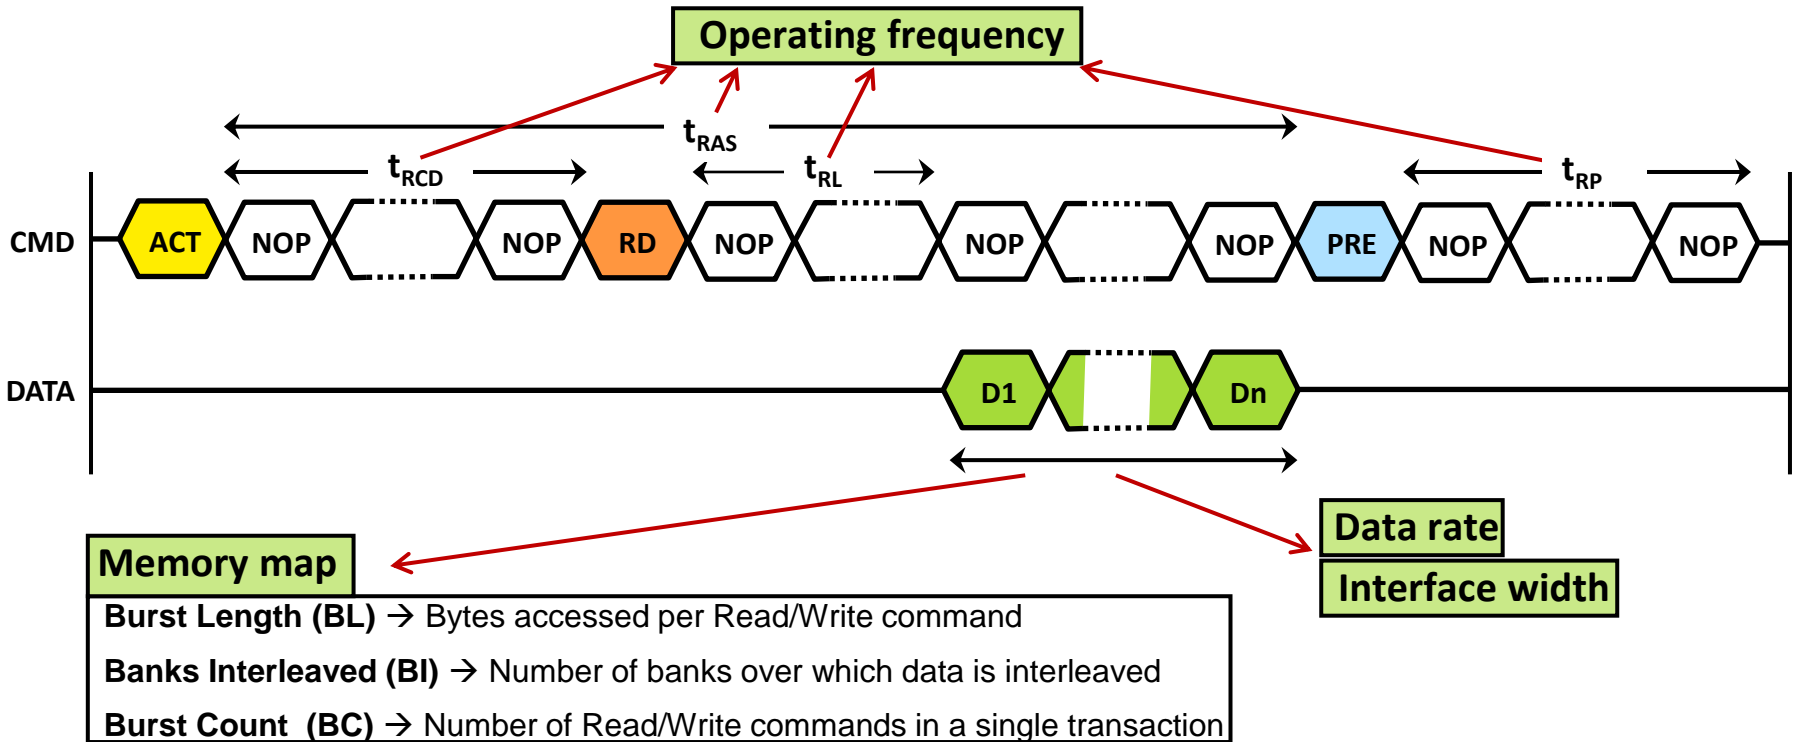 Operating frequency
tRAS
tRCD
tRL
tRP
CMD
ACT NOP NOP RD NOP NOP NOP PRE NOP NOP
DATA
D1 Dn
Data rate
Memory map
Interface width
Burst Length (BL) → Bytes accessed per Read/Write command
Banks Interleaved (BI) → Number of banks over which data is interleaved
Burst Count (BC) → Number of Read/Write commands in a single transaction